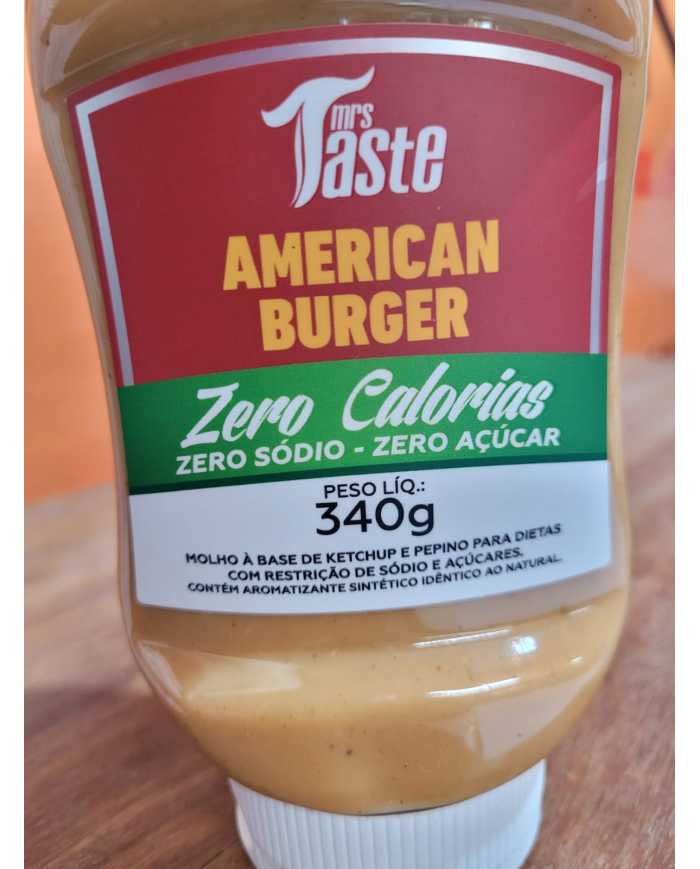 mrs
Taste
AMERICAN
BURGER
Zero Calorias
ZERO SÓDIO - ZERO AÇÚCAR
PESO LÍQ.:
340g
MOLHO À BASE DE KETCHUP E PEPINO PARA DIETAS
COM RESTRIÇÃO DE SÓDIO E AÇÚCARES.
CONTÉM AROMATIZANTE SINTÉTICO IDÊNTICO AO NATURAL.